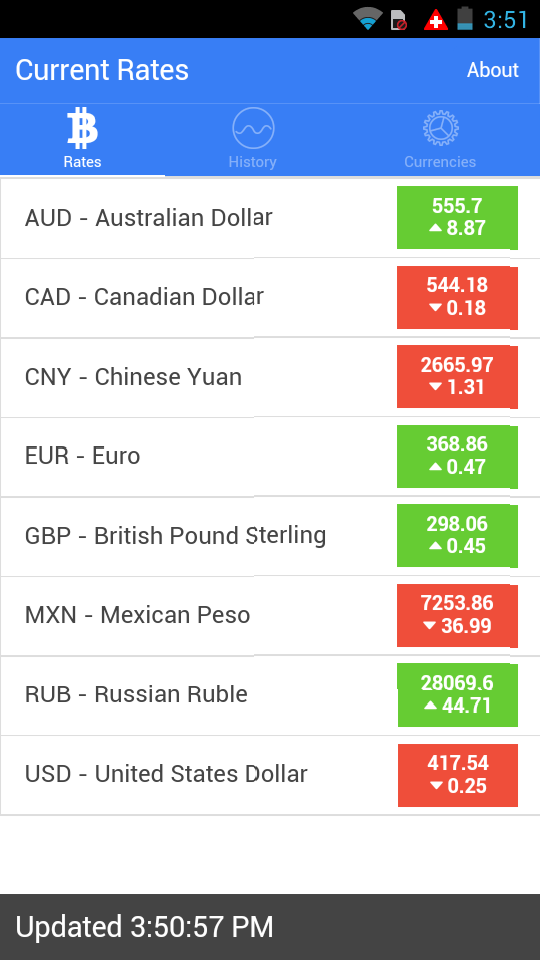 3:51
Current Rates
About
Rates
History
Currencies
AUD - Australian Dollar
555.7
8.87
CAD - Canadian Dollar
544.18
0.18
CNY - Chinese Yuan
2665.97
1.31
EUR - Euro
368.86
0.47
GBP - British Pound Sterling
298.06
0.45
MXN - Mexican Peso
7253.86
36.99
RUB - Russian Ruble
28069.6
44.71
USD - United States Dollar
417.54
0.25
Updated 3:50:57 PM